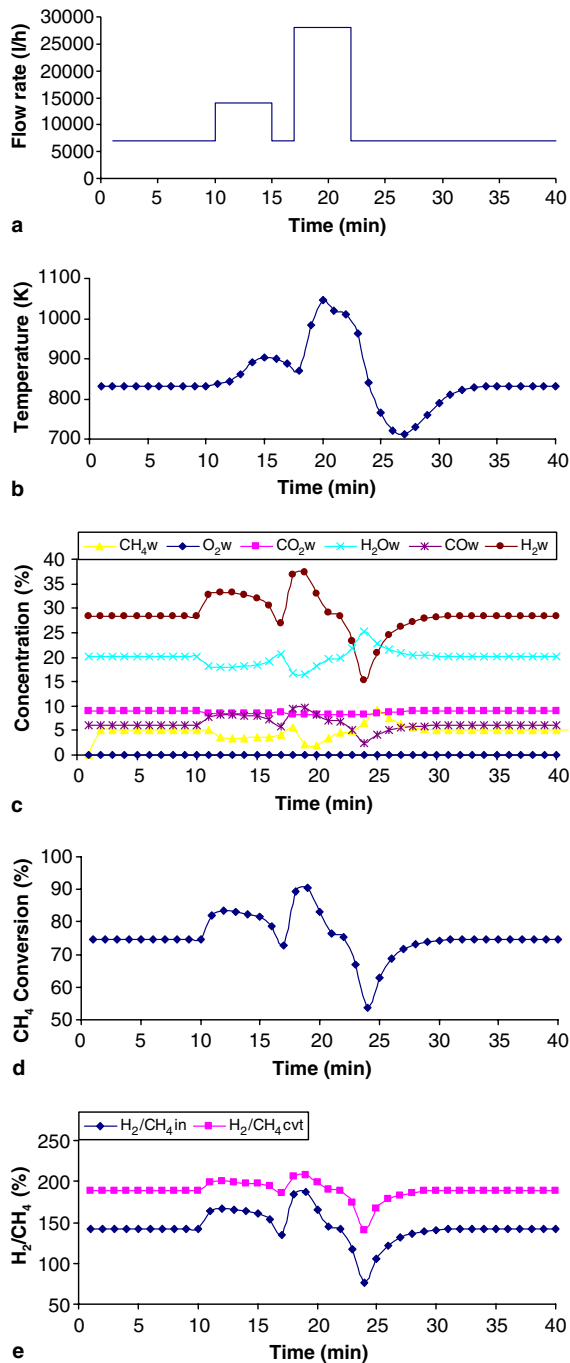 Flow rate (l/h)
30000
25000
20000
15000
10000
5000
0
0 5 10 15 20 25 30 35 40
Time (min)
a
Temperature (K)
1100
1000
900
800
700
0 5 10 15 20 25 30 35 40
Time (min)
b
CH4w O2w CO2w H2Ow COw H2w
Concentration (%)
40
35
30
25
20
15
10
5
0
0 5 10 15 20 25 30 35 40
Time (min)
c
CH4 Conversion (%)
100
90
80
70
60
50
0 5 10 15 20 25 30 35 40
Time (min)
d
H2/CH4in H2/CH4cvt
H2/CH4 (%)
250
200
150
100
50
0 5 10 15 20 25 30 35 40
Time (min)
e